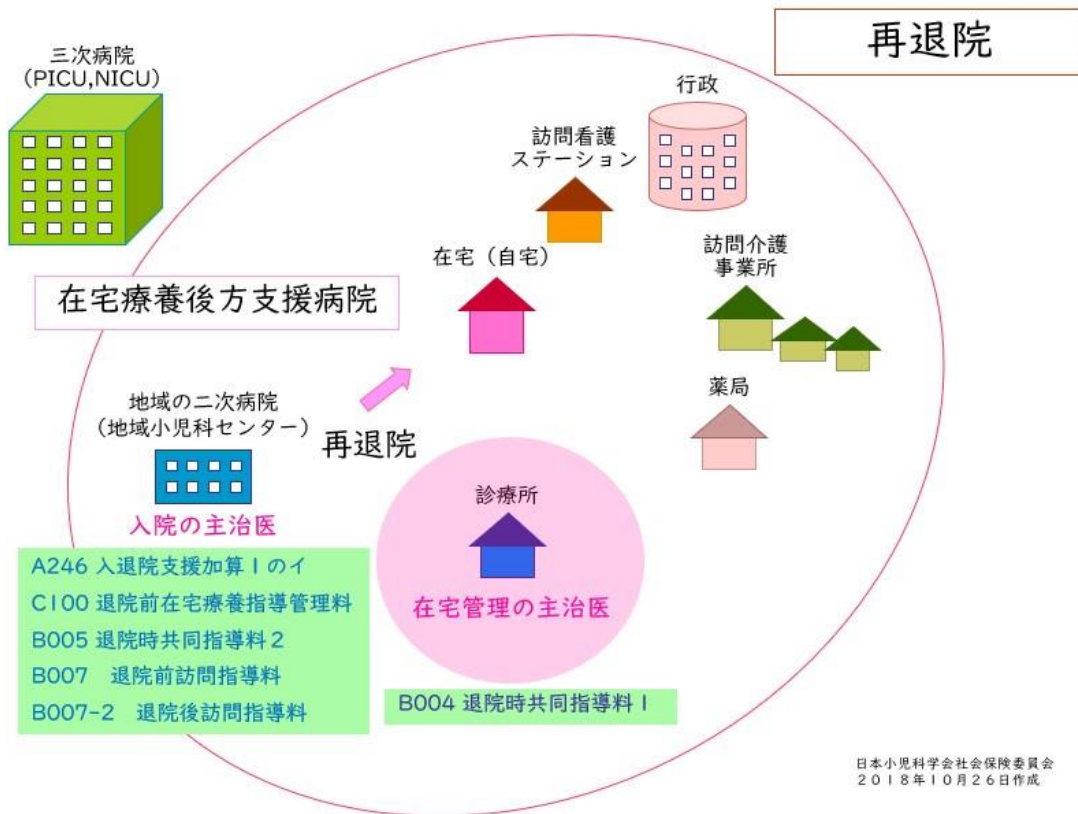 再退院
三次病院
(PICU,NICU)
行政
訪問看護
ステーション
在宅（自宅）
訪問介護
事業所
在宅療養後方支援病院
薬局
地域の二次病院
（地域小児科センター）
再退院
診療所
入院の主治医
在宅管理の主治医
A246 入退院支援加算1のイ
C100 退院前在宅療養指導管理料
B005 退院時共同指導料2
B007　退院前訪問指導料
B007-2　退院後訪問指導料
B004 退院時共同指導料1
日本小児科学会社会保険委員会
２０１８年１０月２６日作成